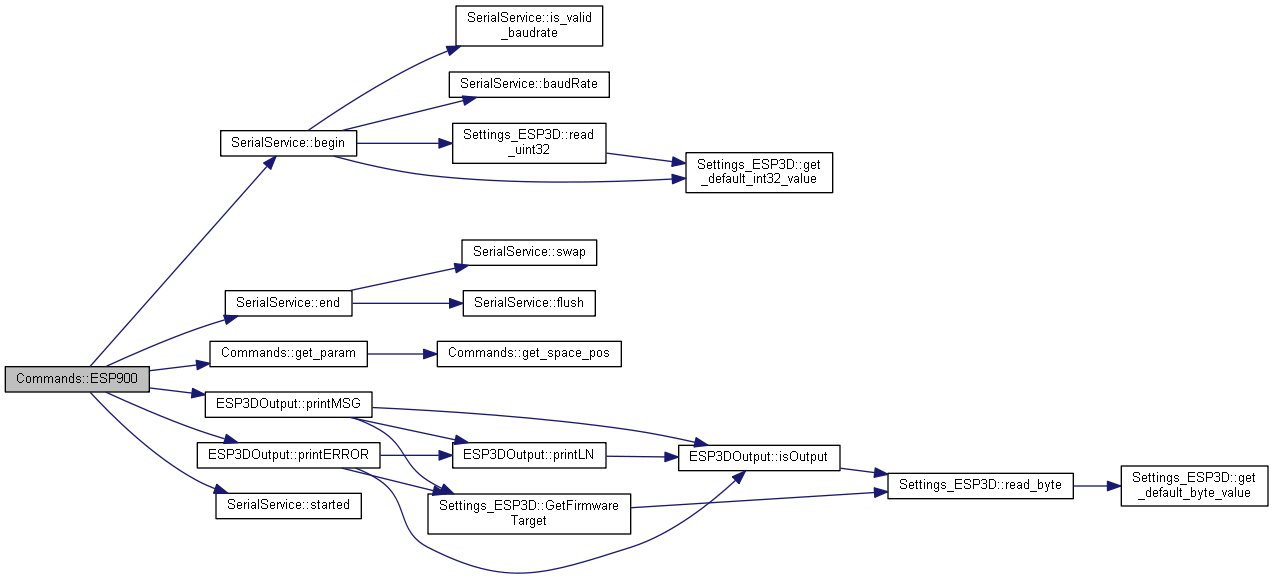 SerialService::is_valid
_baudrate
SerialService::baudRate
SerialService::begin
Settings_ESP3D::read
_uint32
Settings_ESP3D::get
_default_int32_value
SerialService::swap
SerialService::end
SerialService::flush
Commands::get_param
Commands::get_space_pos
Commands::ESP900
ESP3DOutput::printMSG
ESP3DOutput::printERROR
ESP3DOutput::printLN
ESP3DOutput::isOutput
Settings_ESP3D::read_byte
Settings_ESP3D::get
_default_byte_value
SerialService::started
Settings_ESP3D::GetFirmware
Target